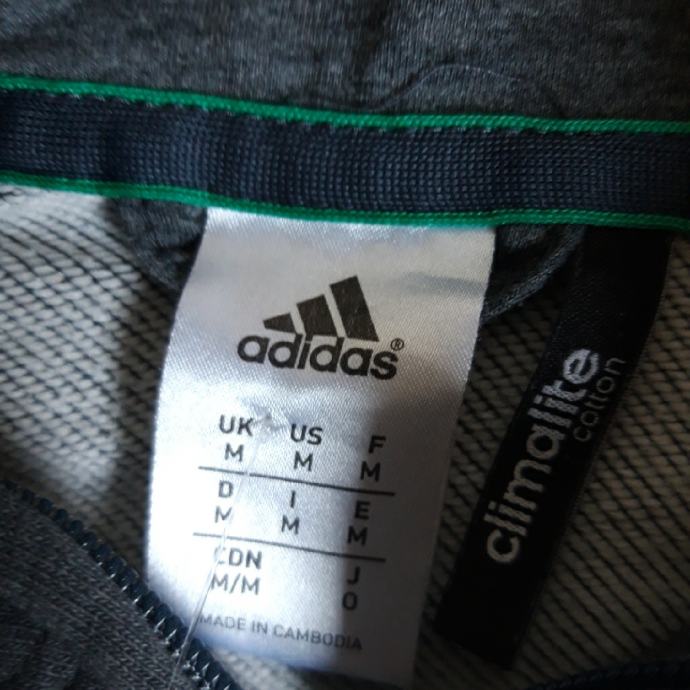 adidas®
UK US F
M M M
D I E
M M M
CDN J
M/M O
MADE IN CAMBODIA
climalite
cotton